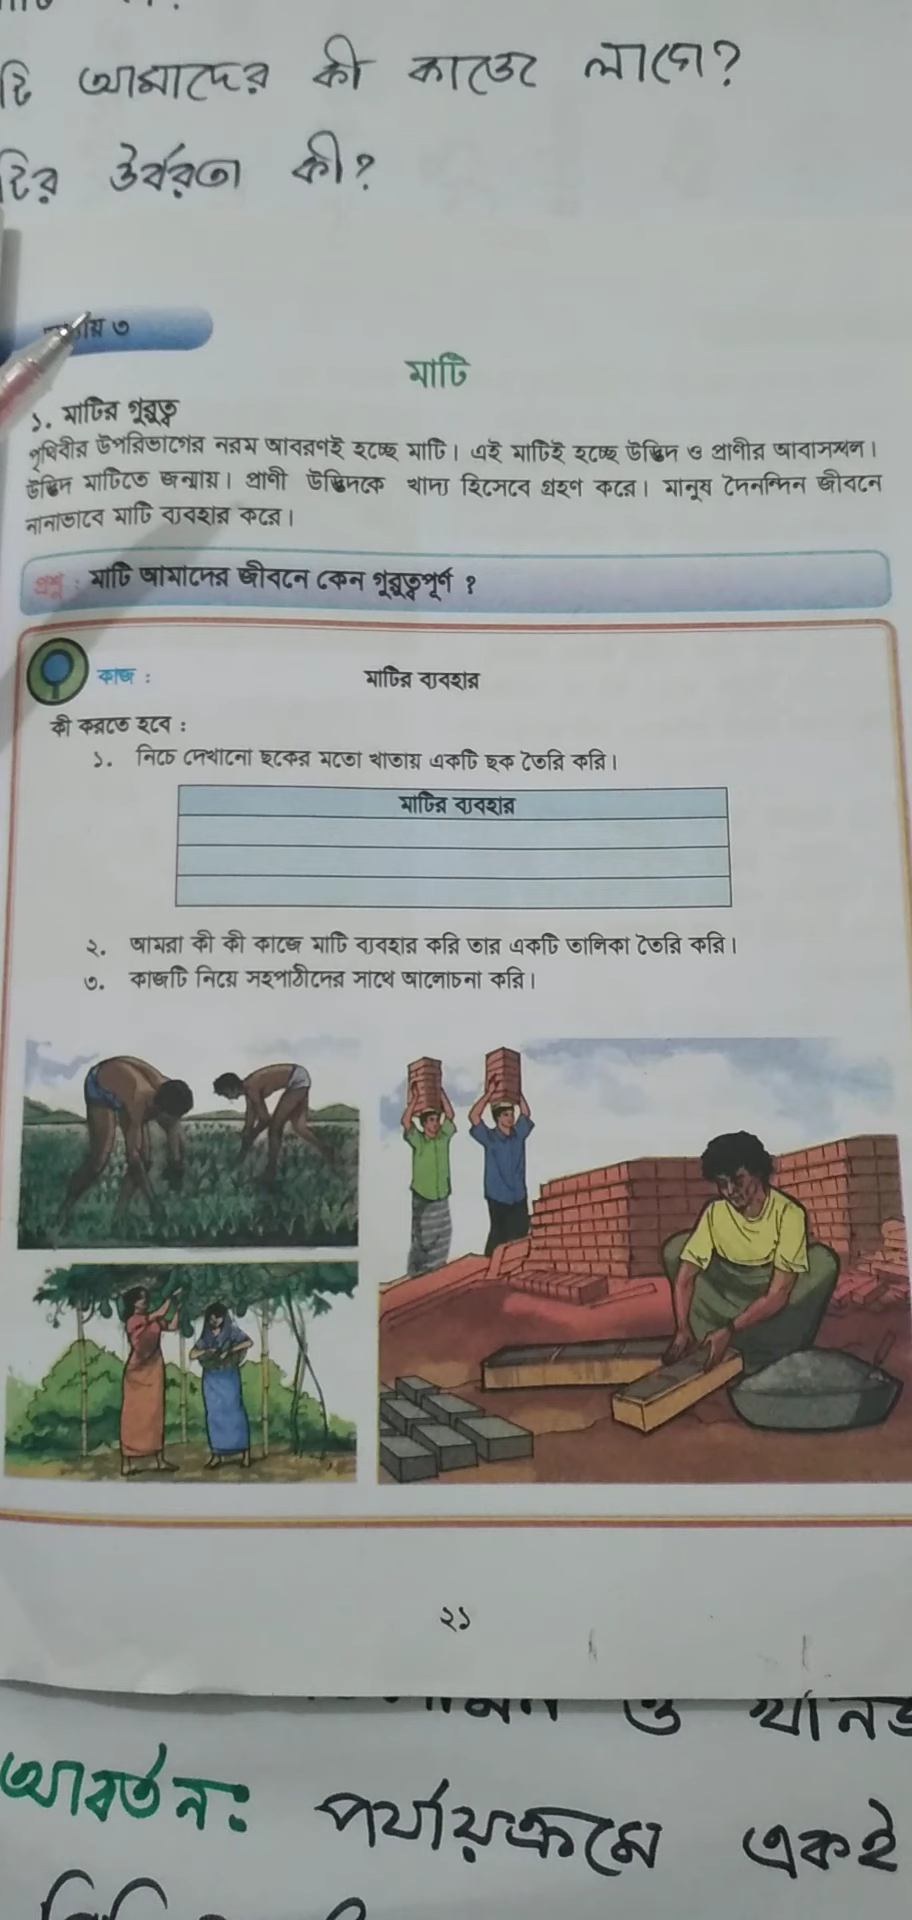 আমাদের কী কাজে লাগে?
উর্বরতা কী?
৩
মাটি
১. মাটির গুরুত্ব
পৃথিবীর উপরিভাগের নরম আবরণই হচ্ছে মাটি। এই মাটিই হচ্ছে উদ্ভিদ ও প্রাণীর আবাসস্থল।
উদ্ভিদ মাটিতে জন্মায়। প্রাণী উদ্ভিদকে খাদ্য হিসেবে গ্রহণ করে। মানুষ দৈনন্দিন জীবনে
নানাভাবে মাটি ব্যবহার করে।
প্রশ্ন : মাটি আমাদের জীবনে কেন গুরুত্বপূর্ণ ?
কাজ : মাটির ব্যবহার
কী করতে হবে :
১. নিচে দেখানো ছকের মতো খাতায় একটি ছক তৈরি করি।
মাটির ব্যবহার
২. আমরা কী কী কাজে মাটি ব্যবহার করি তার একটি তালিকা তৈরি করি।
৩. কাজটি নিয়ে সহপাঠীদের সাথে আলোচনা করি।
২১
ও
আবর্তন: পর্যায়ক্রমে একই